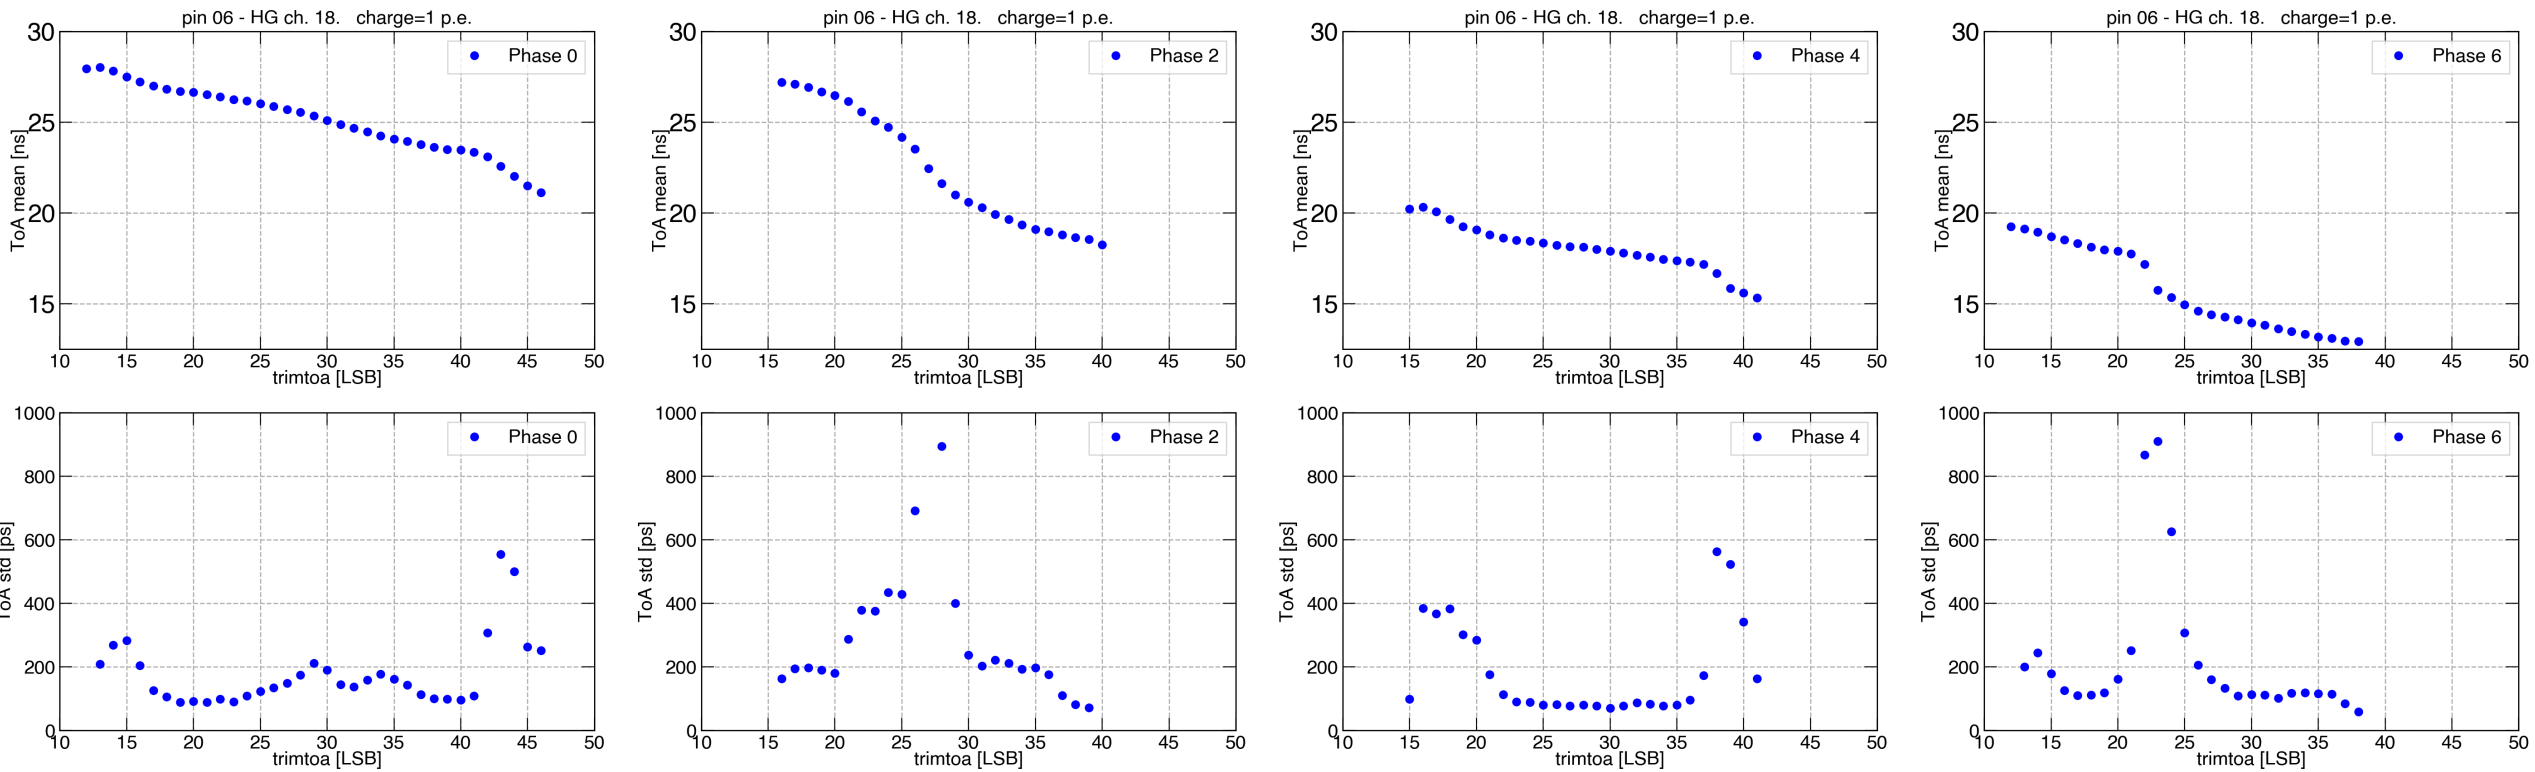 pin 06 - HG ch. 18.   charge=1 p.e.
30
25
20
15
ToA mean [ns]
Phase 0
10 15 20 25 30 35 40 45 50
trimtoa [LSB]
pin 06 - HG ch. 18.   charge=1 p.e.
30
25
20
15
ToA mean [ns]
Phase 2
10 15 20 25 30 35 40 45 50
trimtoa [LSB]
pin 06 - HG ch. 18.   charge=1 p.e.
30
25
20
15
ToA mean [ns]
Phase 4
10 15 20 25 30 35 40 45 50
trimtoa [LSB]
pin 06 - HG ch. 18.   charge=1 p.e.
30
25
20
15
ToA mean [ns]
Phase 6
10 15 20 25 30 35 40 45 50
trimtoa [LSB]
1000
800
600
400
200
0
ToA std [ps]
Phase 0
10 15 20 25 30 35 40 45 50
trimtoa [LSB]
1000
800
600
400
200
0
ToA std [ps]
Phase 2
10 15 20 25 30 35 40 45 50
trimtoa [LSB]
1000
800
600
400
200
0
ToA std [ps]
Phase 4
10 15 20 25 30 35 40 45 50
trimtoa [LSB]
1000
800
600
400
200
0
ToA std [ps]
Phase 6
10 15 20 25 30 35 40 45 50
trimtoa [LSB]